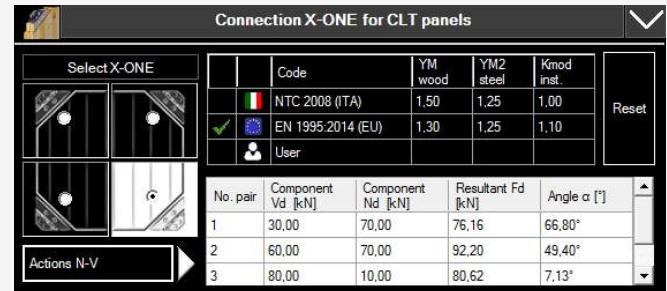 Connection X-ONE for CLT panels
Select X-ONE
Code YM wood YM2 steel Kmod inst.
NTC 2008 (ITA) 1,50 1,25 1,00
EN 1995:2014 (EU) 1,30 1,25 1,10
User
Reset
No. pair Component Vd [kN] Component Nd [kN] Resultant Fd [kN] Angle α [°]
1 30,00 70,00 76,16 66,80°
2 60,00 70,00 92,20 49,40°
3 80,00 10,00 80,62 7,13°
Actions N-V